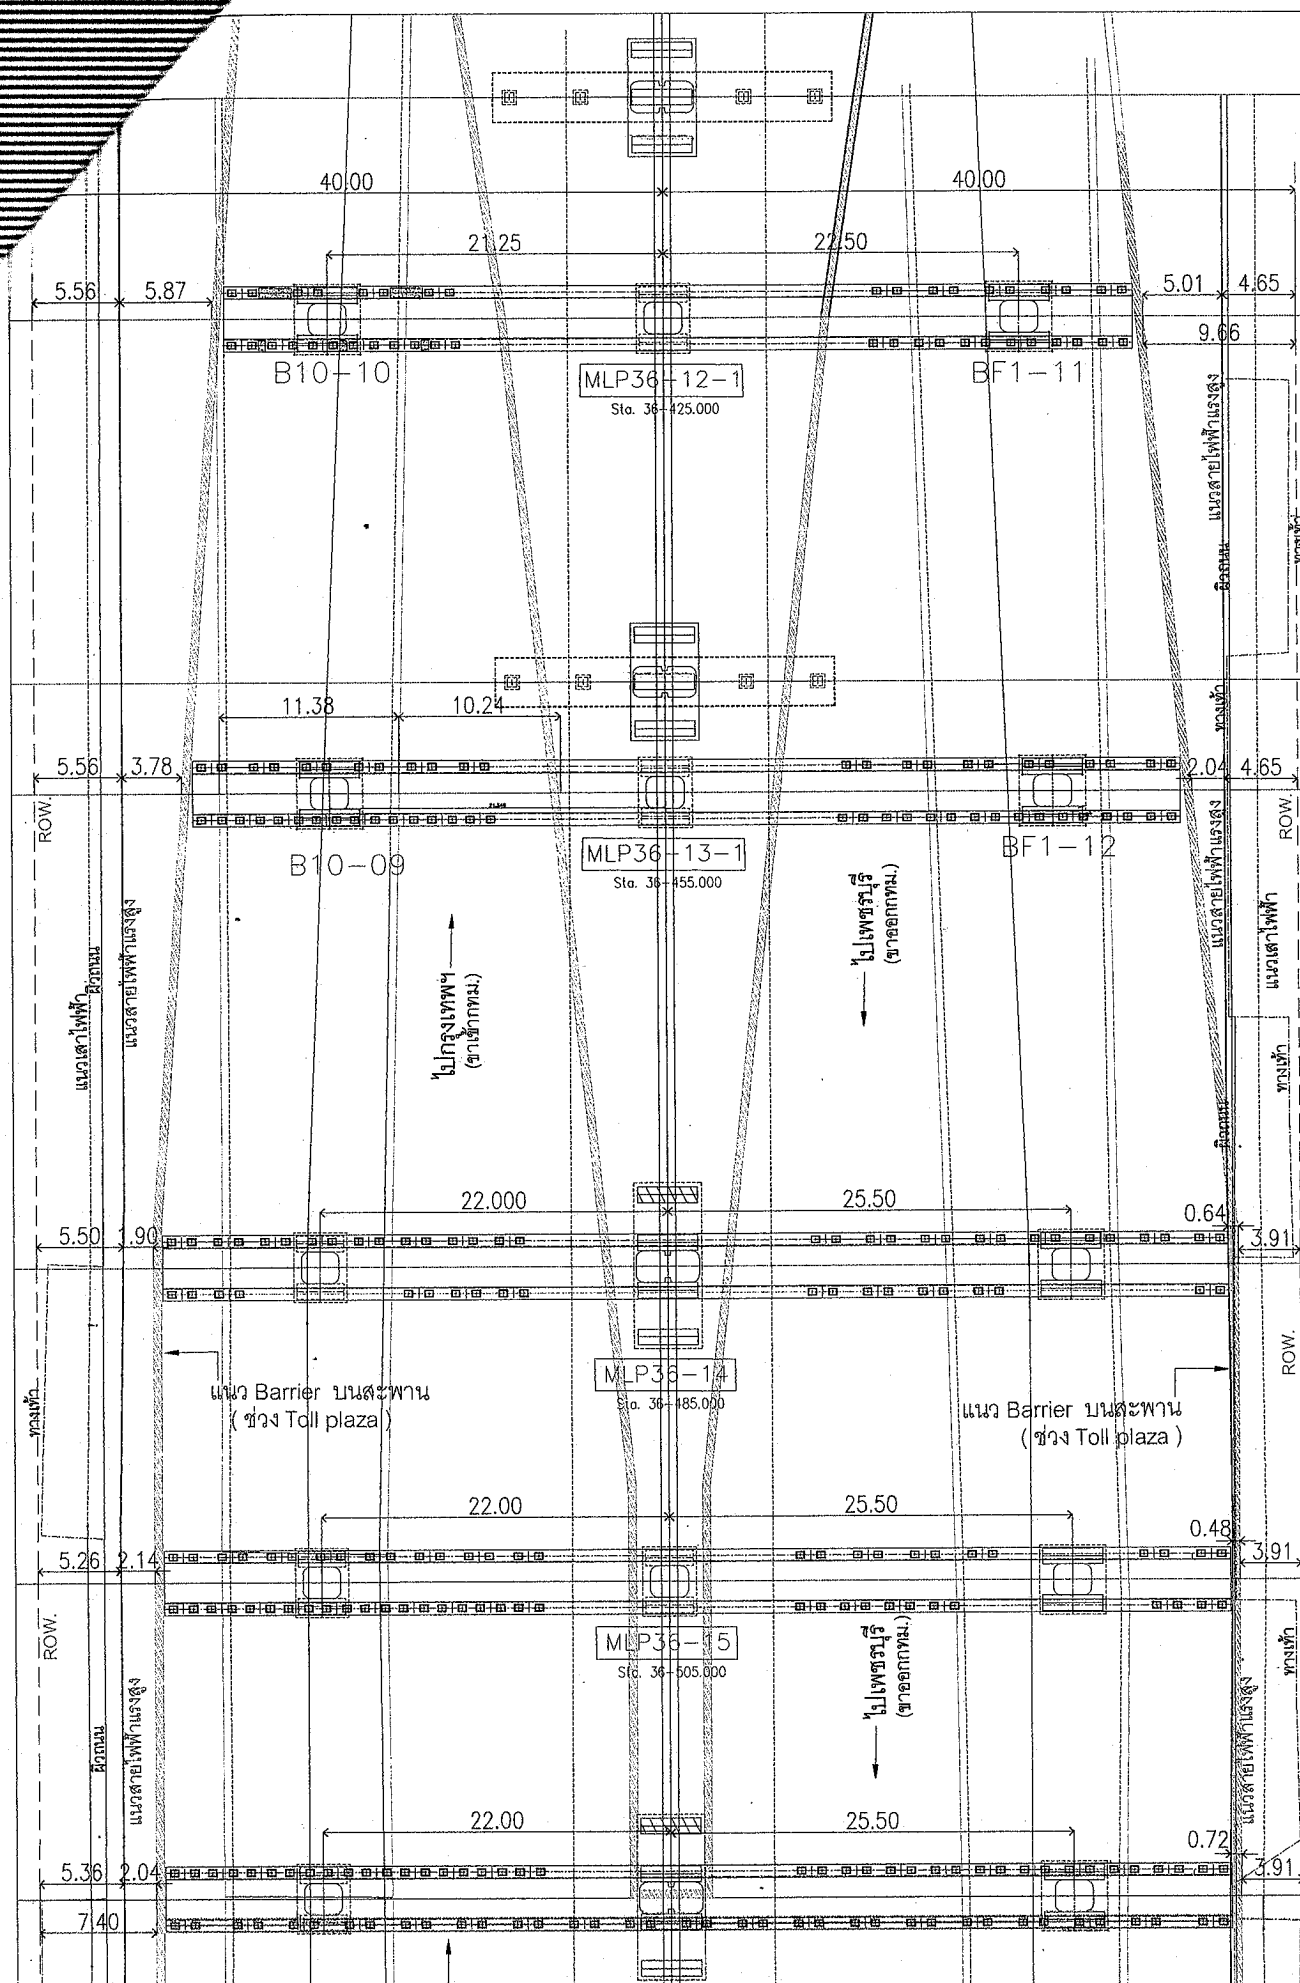 40.00
40.00
21.25
22.50
5.56
5.87
5.01
4.65
9.66
B10-10
MLP36-12-1
BF1-11
Sta. 36-425.000
แนวสายไฟฟ้าแรงสูง
ผิวถนน
ทางเท้า
11.38
10.24
5.56
3.78
2.04
4.65
ROW.
ROW.
B10-09
MLP36-13-1
BF1-12
Sta. 36-455.000
แนวเสาไฟฟ้า
ผิวถนน
แนวสายไฟฟ้าแรงสูง
ไปกรุงเทพฯ
(ขาเข้ากทม.)
ไปเพชรบุรี
(ขาออกกทม.)
แนวสายไฟฟ้าแรงสูง
แนวเสาไฟฟ้า
ผิวถนน
ทางเท้า
22.000
25.50
0.64
5.50
1.90
3.91
MLP36-14
Sta. 36-485.000
แนว Barrier บนสะพาน
( ช่วง Toll plaza )
แนว Barrier บนสะพาน
( ช่วง Toll plaza )
ทางเท้า
ROW.
22.00
25.50
0.48
5.26
2.14
3.91
ROW.
MLP36-15
Sta. 36-505.000
ผิวถนน
แนวสายไฟฟ้าแรงสูง
ไปเพชรบุรี
(ขาออกกทม.)
แนวสายไฟฟ้าแรงสูง
ทางเท้า
22.00
25.50
0.72
5.36
2.04
3.91
7.40